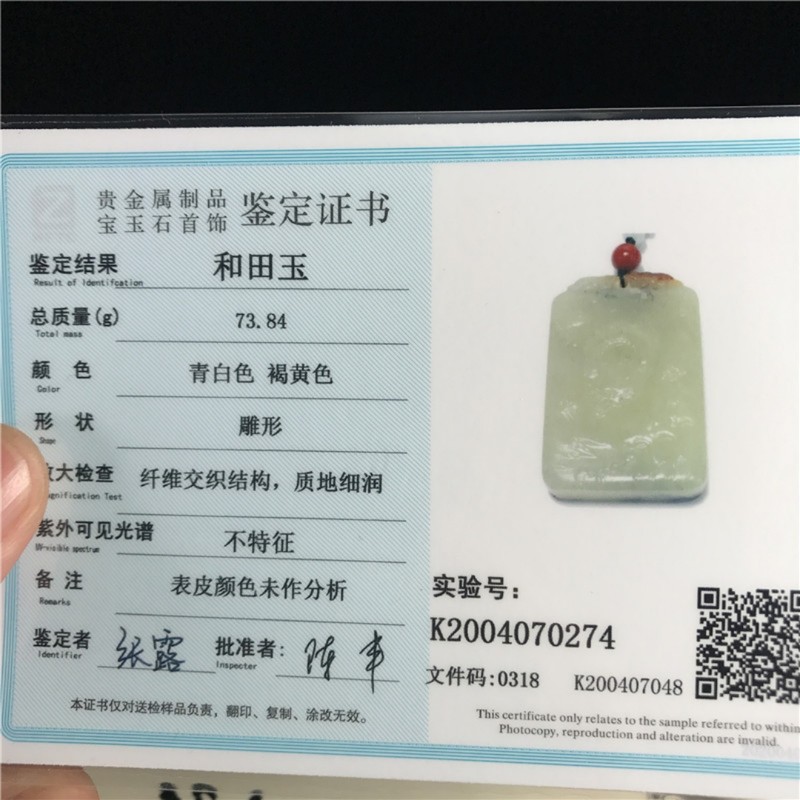 贵金属制品
宝玉石首饰 鉴定证书
鉴定结果 和田玉
Result of Identifcation
总质量(g) 73.84
Total mass
颜 色 青白色 褐黄色
Color
形 状 雕形
Shape
放大检查 纤维交织结构，质地细润
Magnification Test
紫外可见光谱 不特征
UV-visible spectrum
备 注 表皮颜色未作分析
Remarks
鉴定者 张露 批准者: 陈丰
Identifier Inspecter
本证书仅对送检样品负责，翻印、复制、涂改无效。
实验号：
K2004070274
文件码:0318 K200407048
This certificate only relates to the sample referred to within
Photocopy, reproduction and alteration are invalid.